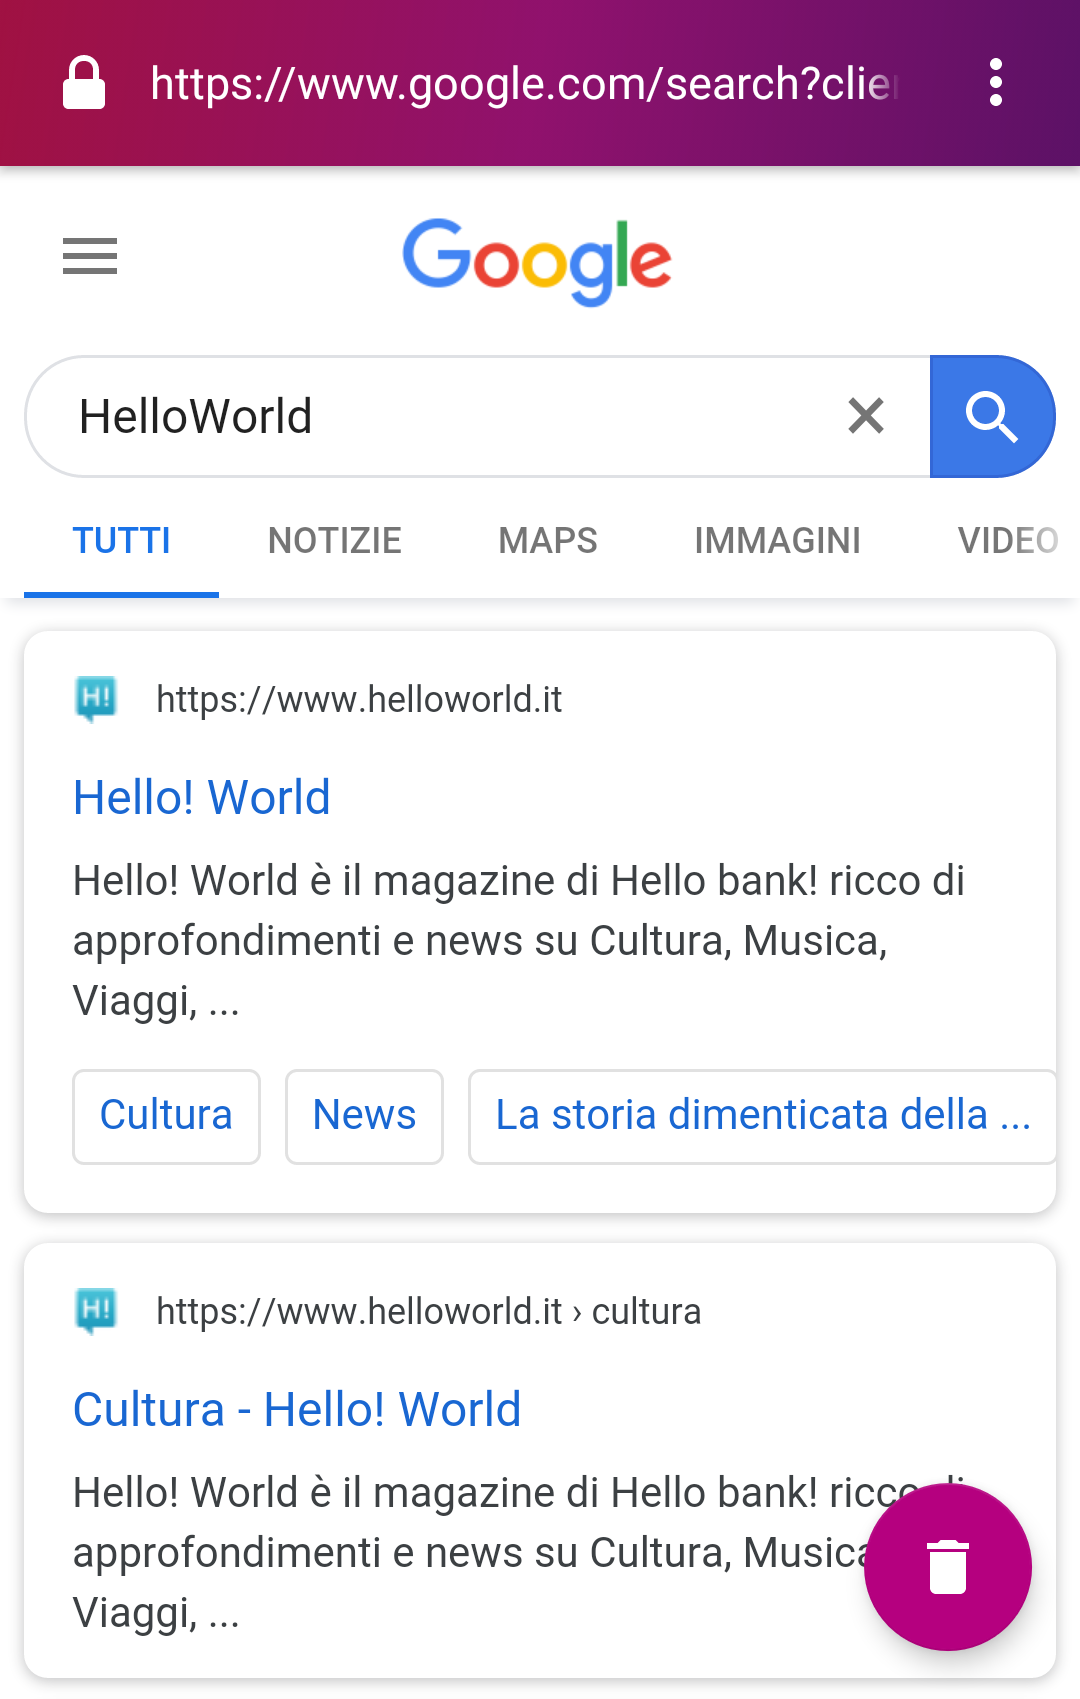 https://www.google.com/search?clie
Google
HelloWorld
TUTTI NOTIZIE MAPS IMMAGINI VIDEO
H! https://www.helloworld.it
Hello! World
Hello! World è il magazine di Hello bank! ricco di
approfondimenti e news su Cultura, Musica,
Viaggi, ...
Cultura News La storia dimenticata della ...
H! https://www.helloworld.it › cultura
Cultura - Hello! World
Hello! World è il magazine di Hello bank! ricco di
approfondimenti e news su Cultura, Musica
Viaggi, ...